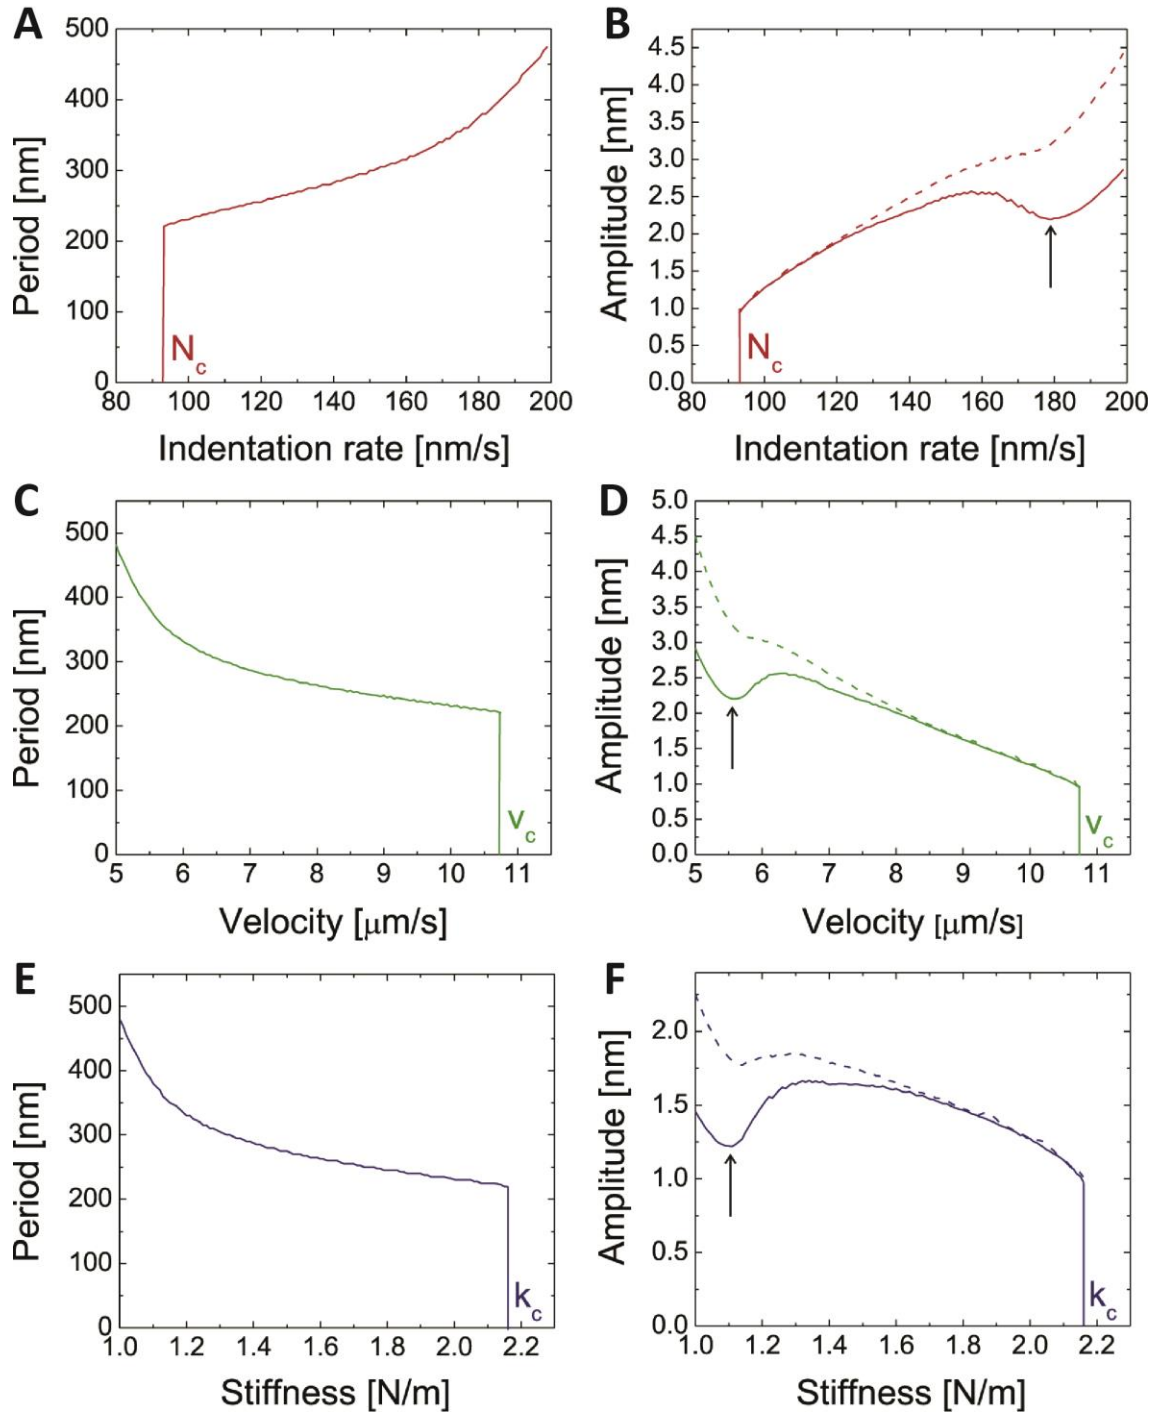 A
500
400
300
200
100
0
Period [nm]
N_c
80 100 120 140 160 180 200
Indentation rate [nm/s]
B
4.5
4.0
3.5
3.0
2.5
2.0
1.5
1.0
0.5
0.0
Amplitude [nm]
N_c
80 100 120 140 160 180 200
Indentation rate [nm/s]
C
500
400
300
200
100
0
Period [nm]
v_c
5 6 7 8 9 10 11
Velocity [μm/s]
D
5.0
4.5
4.0
3.5
3.0
2.5
2.0
1.5
1.0
0.5
0.0
Amplitude [nm]
v_c
5 6 7 8 9 10 11
Velocity [μm/s]
E
500
400
300
200
100
0
Period [nm]
k_c
1.0 1.2 1.4 1.6 1.8 2.0 2.2
Stiffness [N/m]
F
2.0
1.5
1.0
0.5
0.0
Amplitude [nm]
k_c
1.0 1.2 1.4 1.6 1.8 2.0 2.2
Stiffness [N/m]